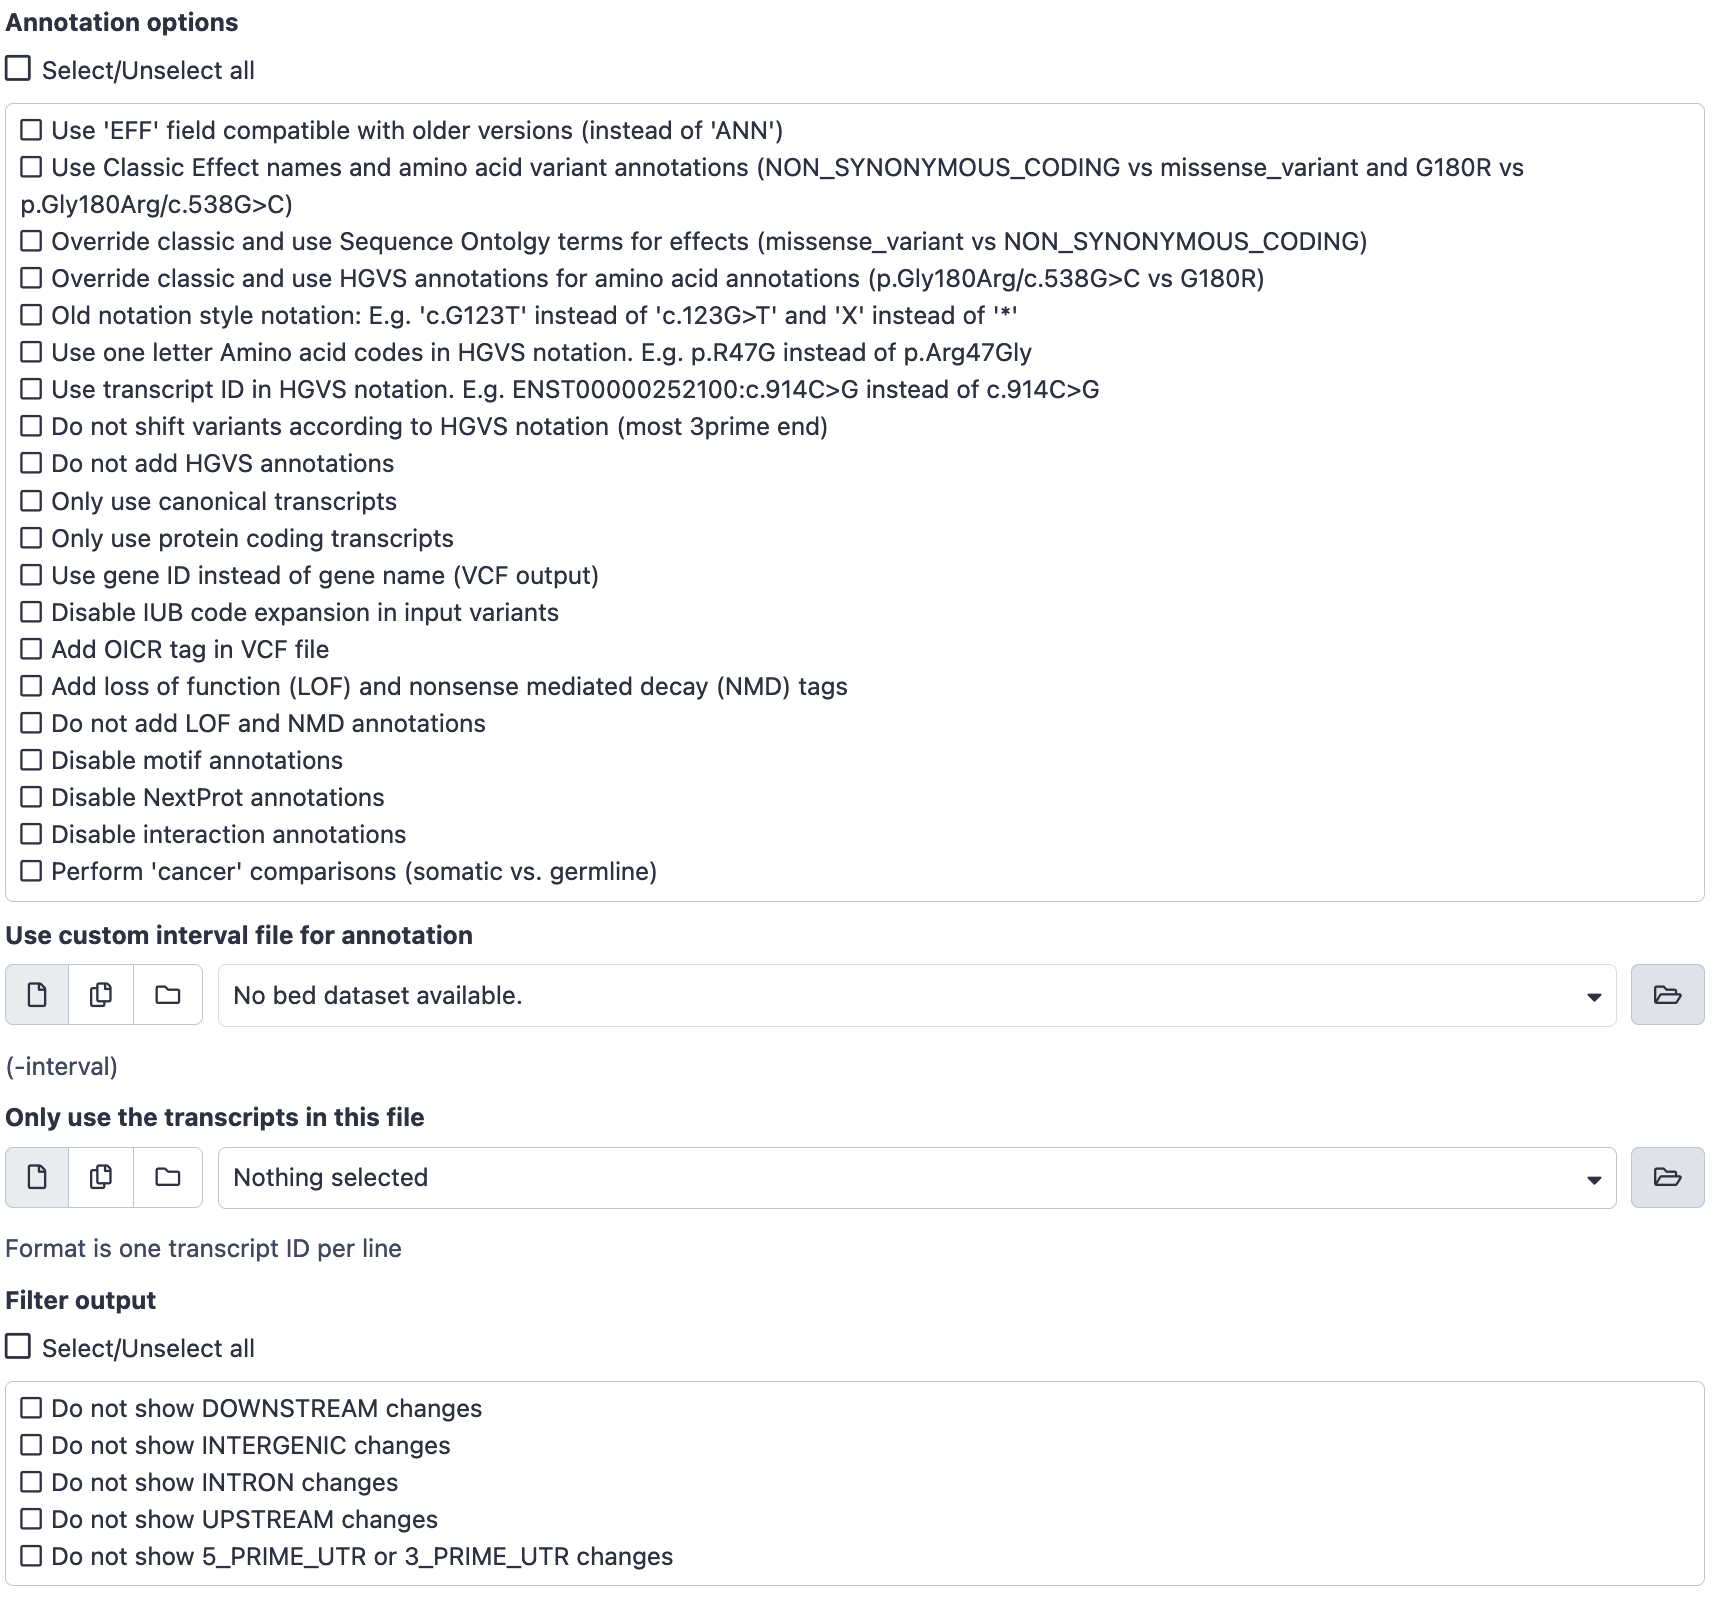 Annotation options
Select/Unselect all
Use 'EFF' field compatible with older versions (instead of 'ANN')
Use Classic Effect names and amino acid variant annotations (NON_SYNONYMOUS_CODING vs missense_variant and G180R vs
p.Gly180Arg/c.538G>C)
Override classic and use Sequence Ontolgy terms for effects (missense_variant vs NON_SYNONYMOUS_CODING)
Override classic and use HGVS annotations for amino acid annotations (p.Gly180Arg/c.538G>C vs G180R)
Old notation style notation: E.g. 'c.G123T' instead of 'c.123G>T' and 'X' instead of '*'
Use one letter Amino acid codes in HGVS notation. E.g. p.R47G instead of p.Arg47Gly
Use transcript ID in HGVS notation. E.g. ENST00000252100:c.914C>G instead of c.914C>G
Do not shift variants according to HGVS notation (most 3prime end)
Do not add HGVS annotations
Only use canonical transcripts
Only use protein coding transcripts
Use gene ID instead of gene name (VCF output)
Disable IUB code expansion in input variants
Add OICR tag in VCF file
Add loss of function (LOF) and nonsense mediated decay (NMD) tags
Do not add LOF and NMD annotations
Disable motif annotations
Disable NextProt annotations
Disable interaction annotations
Perform 'cancer' comparisons (somatic vs. germline)
Use custom interval file for annotation
No bed dataset available.
(-interval)
Only use the transcripts in this file
Nothing selected
Format is one transcript ID per line
Filter output
Select/Unselect all
Do not show DOWNSTREAM changes
Do not show INTERGENIC changes
Do not show INTRON changes
Do not show UPSTREAM changes
Do not show 5_PRIME_UTR or 3_PRIME_UTR changes